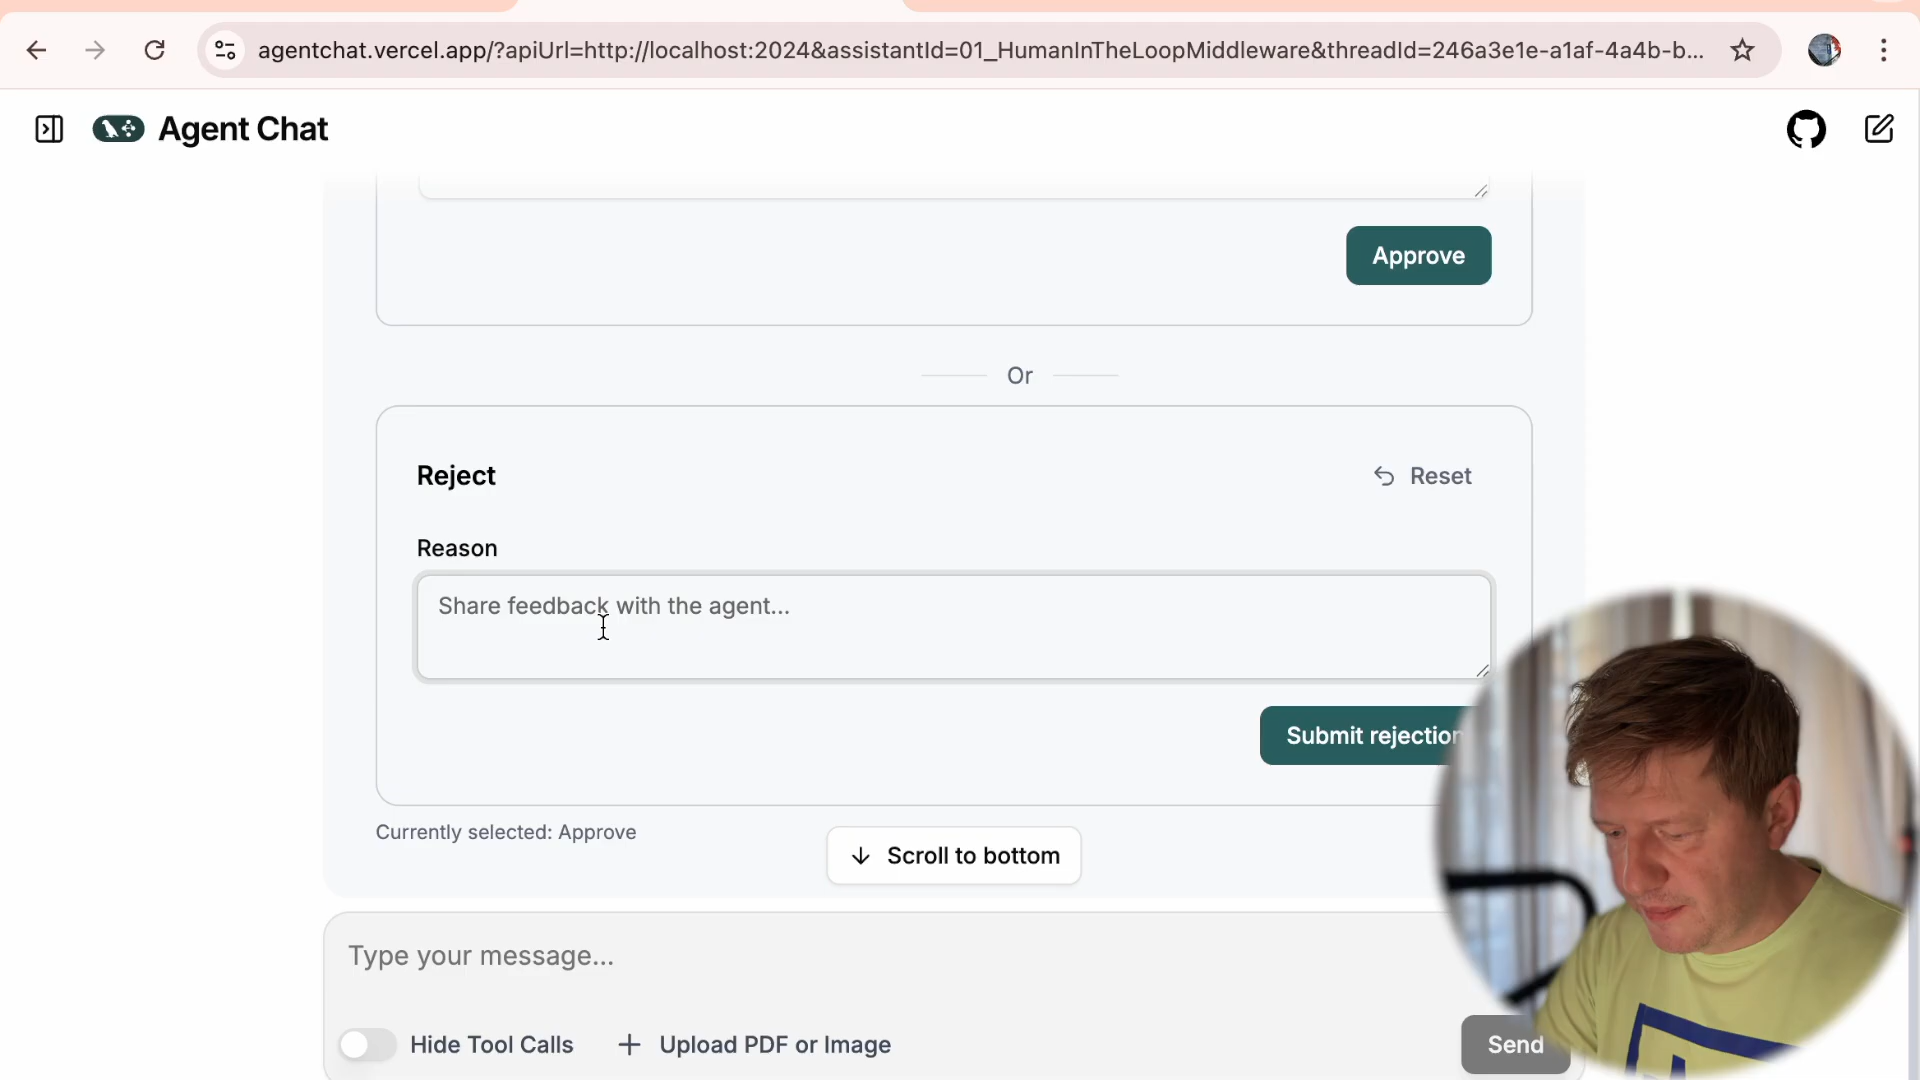 agentchat.vercel.app/?apiUrl=http://localhost:2024&assistantId=01_HumanInTheLoopMiddleware&threadId=246a3e1e-a1af-4a4b-b...
Agent Chat
Approve
Or
Reject
Reset
Reason
Share feedback with the agent...
Submit rejection
Currently selected: Approve
Scroll to bottom
Type your message...
Hide Tool Calls
Upload PDF or Image
Send